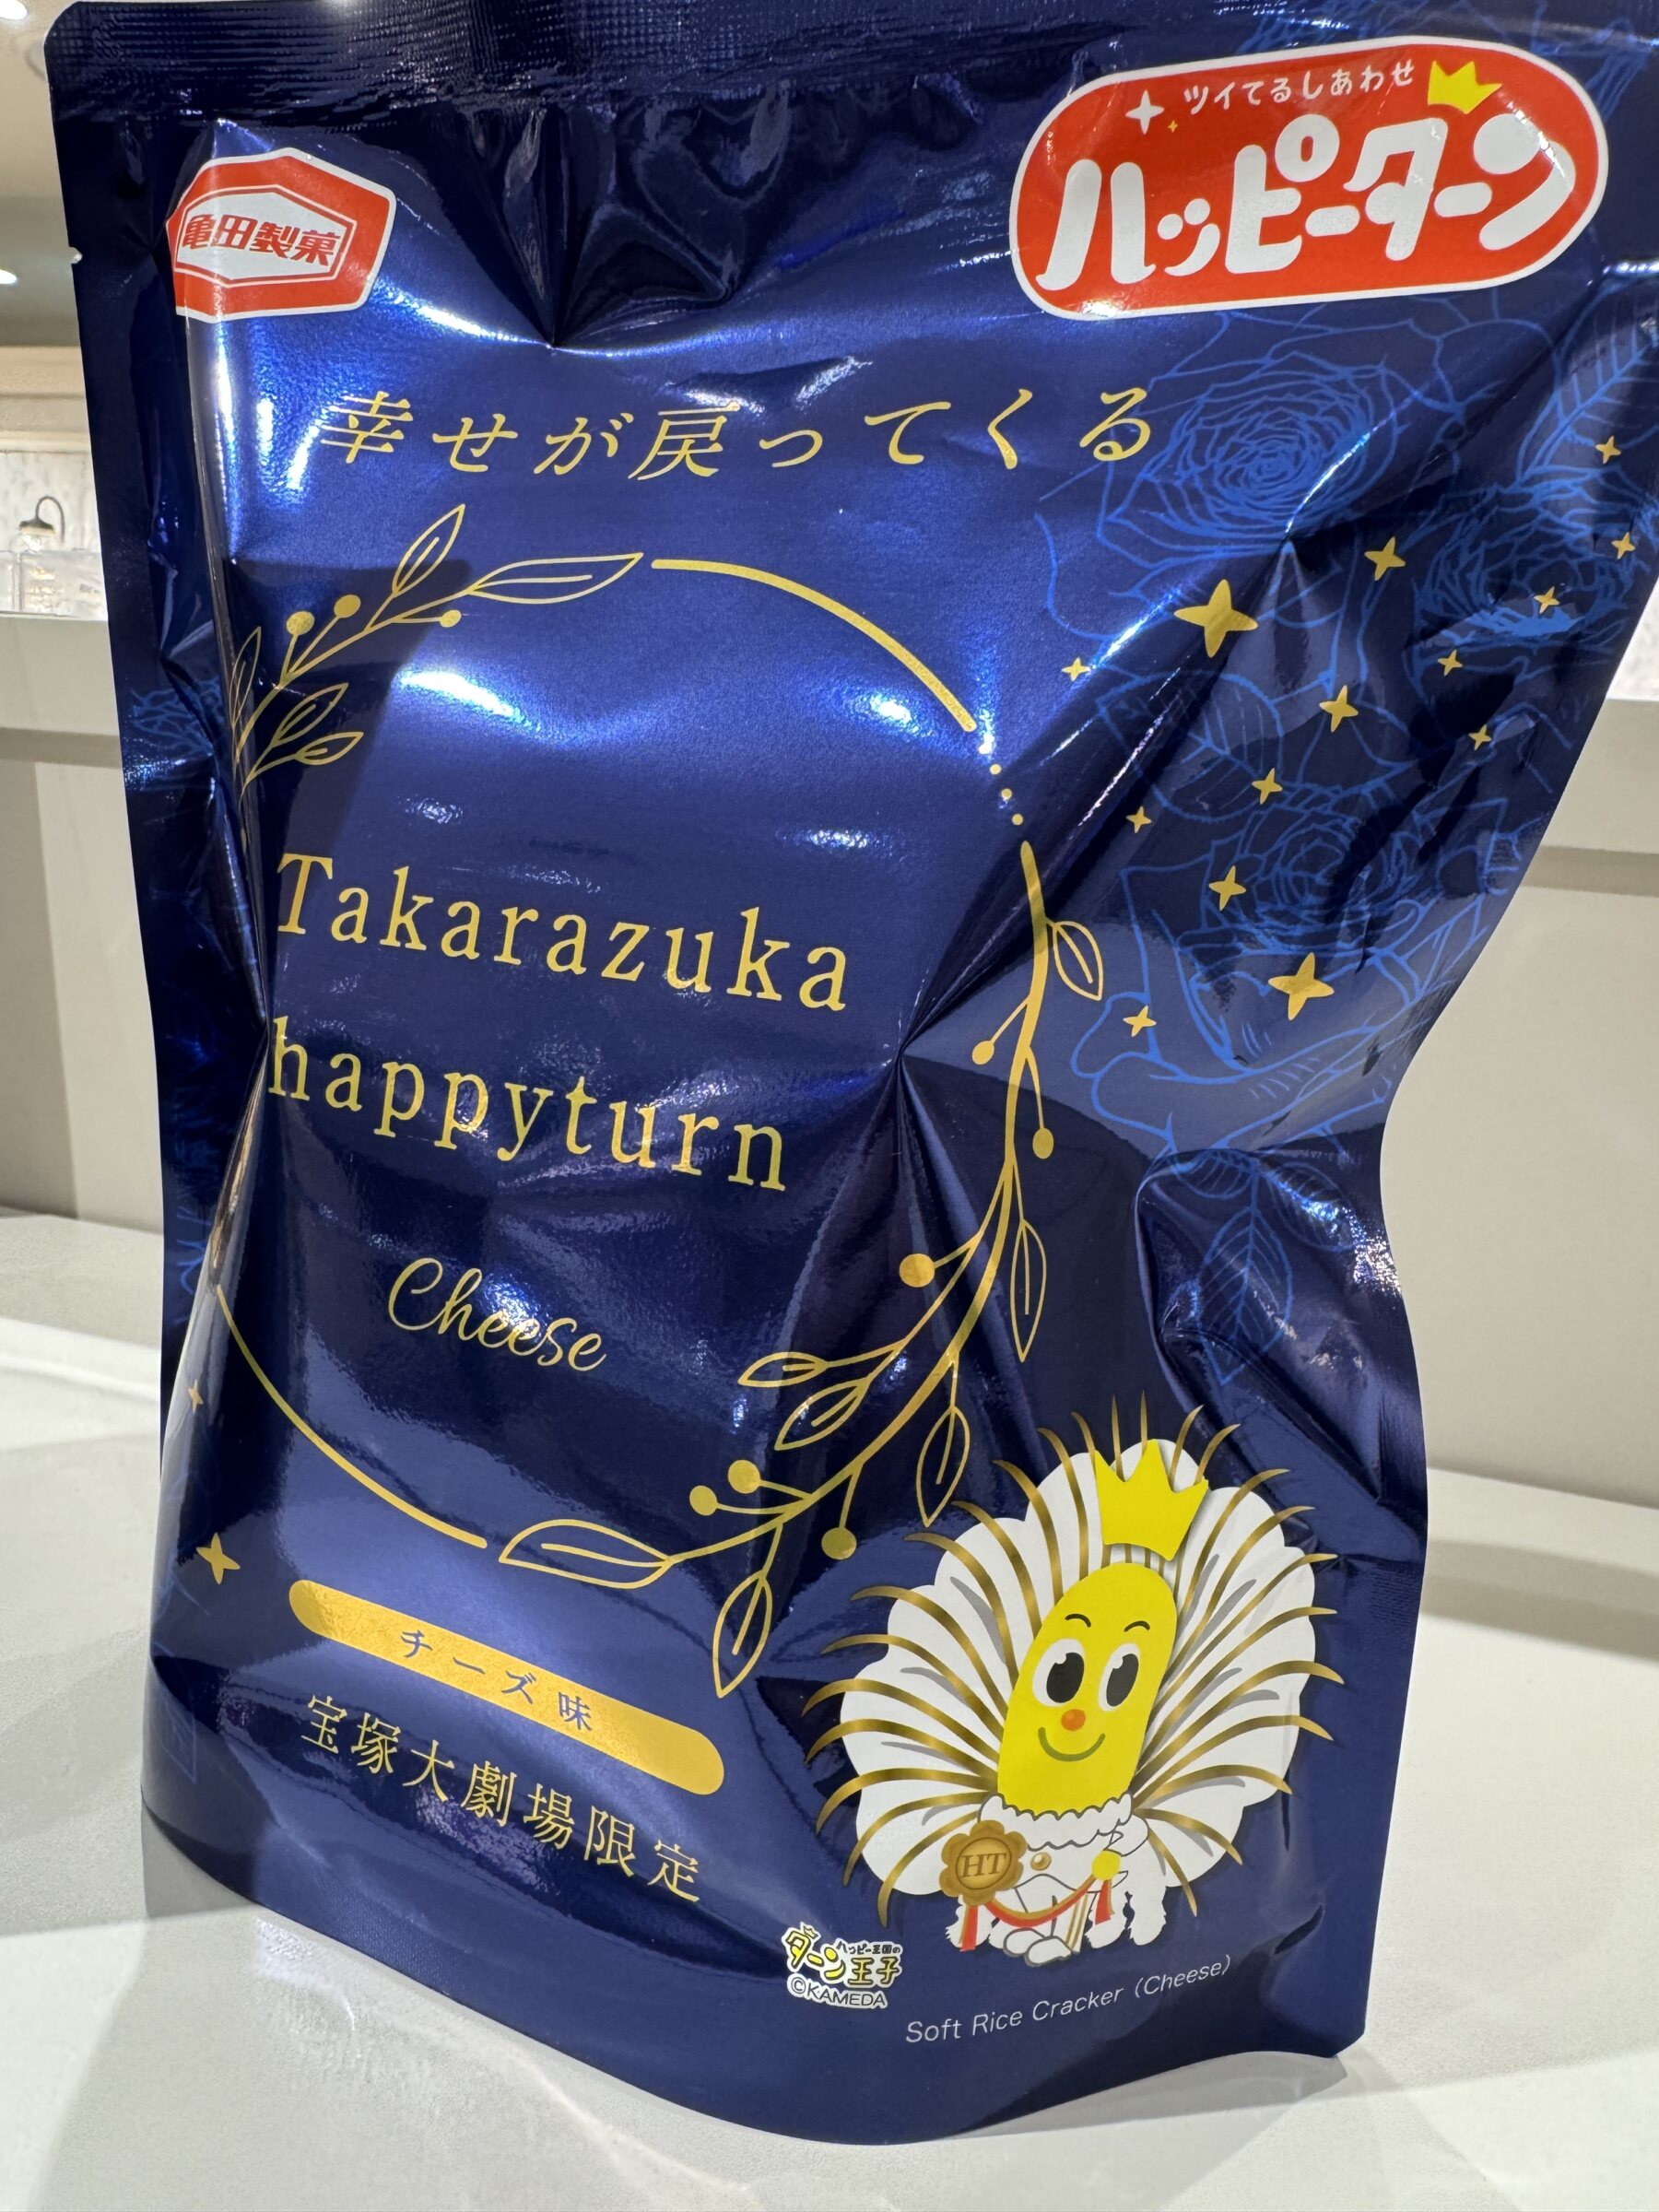 亀田製菓
ツイてるしあわせ
ハッピーターン
幸せが戻ってくる
Takarazuka
happyturn
Cheese
チーズ味
宝塚大劇場限定
HT
ハッピー王国の
ターン王子
©KAMEDA
Soft Rice Cracker (Cheese)